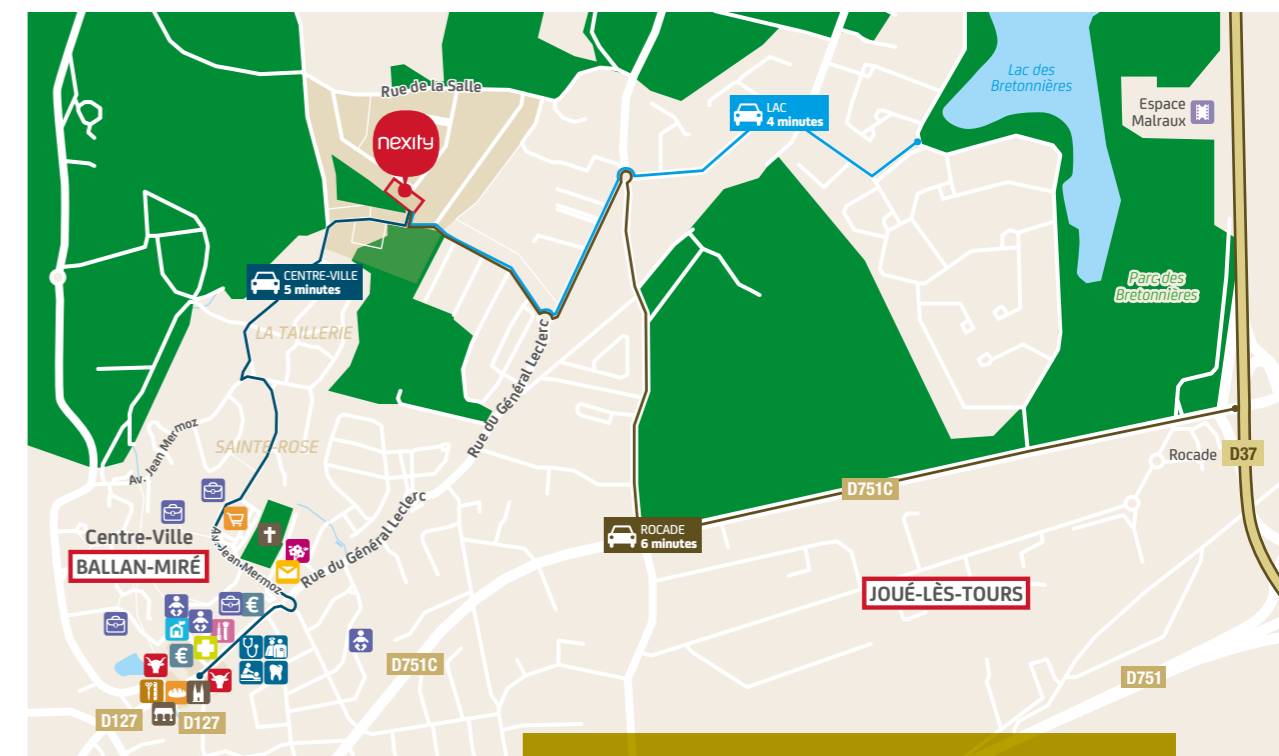 Rue de la Salle
nexity
LAC
4 minutes
Lac des
Bretonnières
Espace
Malraux
CENTRE-VILLE
5 minutes
LA TAILLERIE
Parc des
Bretonnières
Rue du Général Leclerc
Av. Jean Mermoz
SAINTE-ROSE
Rocade
D37
D751C
Rue du Général Leclerc
Centre-Ville
BALLAN-MIRÉ
Av. Jean Mermoz
ROCADE
6 minutes
JOUÉ-LÈS-TOURS
€
€
D751C
D751
D127
D127